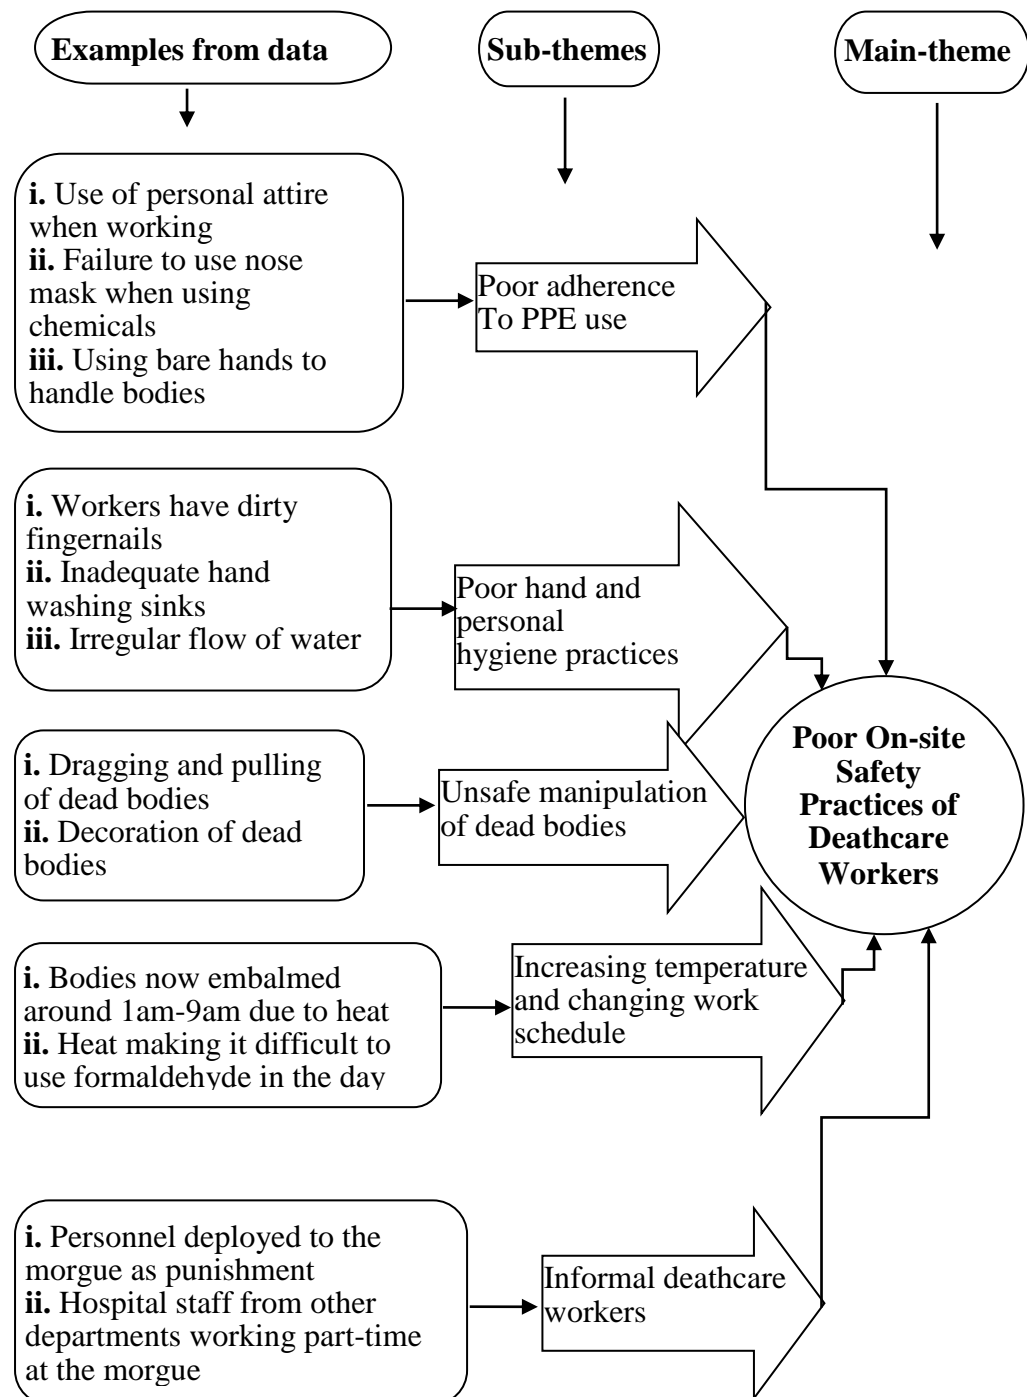 Examples from data
Sub-themes
Main-theme
i. Use of personal attire
when working
ii. Failure to use nose
mask when using
chemicals
iii. Using bare hands to
handle bodies
Poor adherence
To PPE use
i. Workers have dirty
fingernails
ii. Inadequate hand
washing sinks
iii. Irregular flow of water
Poor hand and
personal
hygiene practices
i. Dragging and pulling
of dead bodies
ii. Decoration of dead
bodies
Unsafe manipulation
of dead bodies
Poor On-site
Safety
Practices of
Deathcare
Workers
i. Bodies now embalmed
around 1am-9am due to heat
ii. Heat making it difficult to
use formaldehyde in the day
Increasing temperature
and changing work
schedule
i. Personnel deployed to the
morgue as punishment
ii. Hospital staff from other
departments working part-time
at the morgue
Informal deathcare
workers